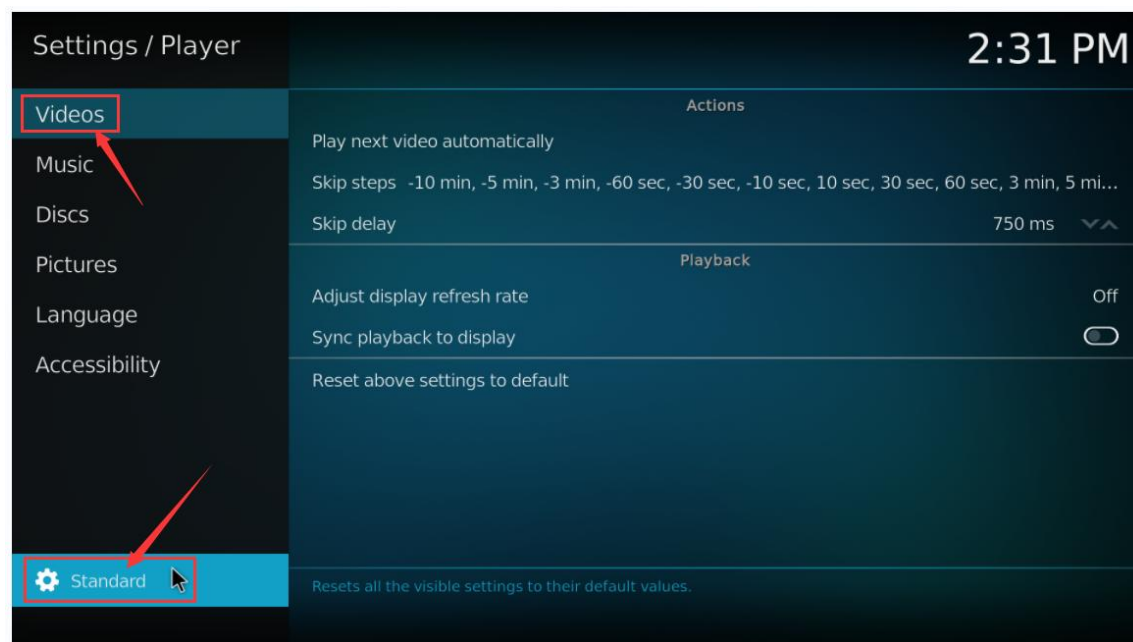 Settings / Player
2:31 PM
Videos
Music
Discs
Pictures
Language
Accessibility
Standard
Actions
Play next video automatically
Skip steps -10 min, -5 min, -3 min, -60 sec, -30 sec, -10 sec, 10 sec, 30 sec, 60 sec, 3 min, 5 mi...
Skip delay 750 ms
Playback
Adjust display refresh rate Off
Sync playback to display
Reset above settings to default
Resets all the visible settings to their default values.